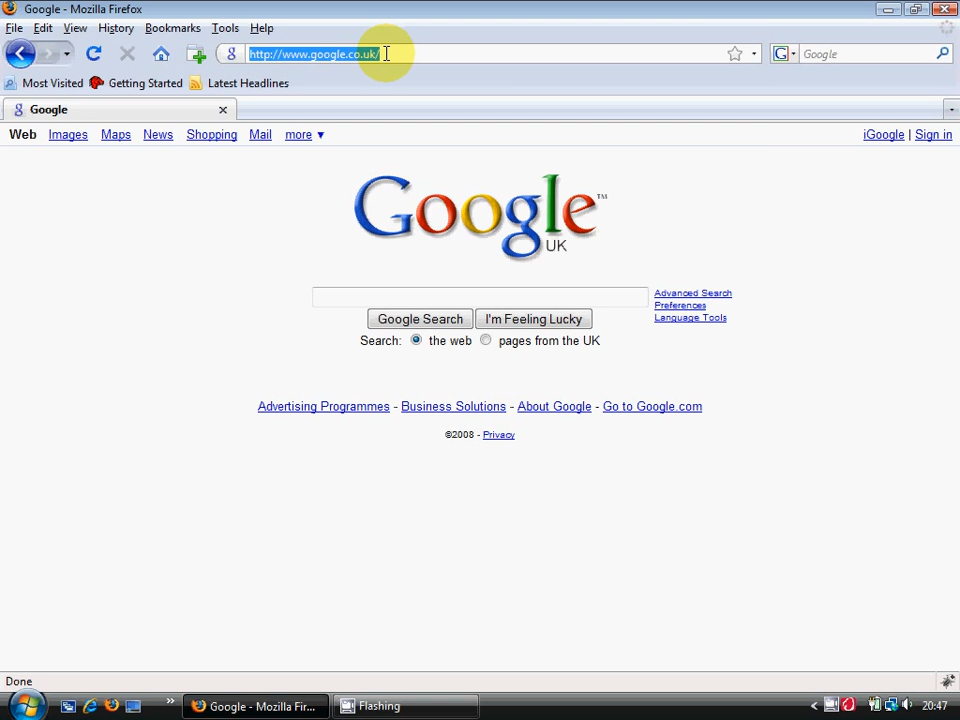 Google - Mozilla Firefox
File Edit View History Bookmarks Tools Help
http://www.google.co.uk/
Google
Most Visited Getting Started Latest Headlines
Google
Web Images Maps News Shopping Mail more ▼ iGoogle | Sign in
Google™
UK
Advanced Search
Preferences
Language Tools
Google Search I'm Feeling Lucky
Search: the web pages from the UK
Advertising Programmes - Business Solutions - About Google - Go to Google.com
©2008 - Privacy
Done
Google - Mozilla Fir... Flashing 20:47